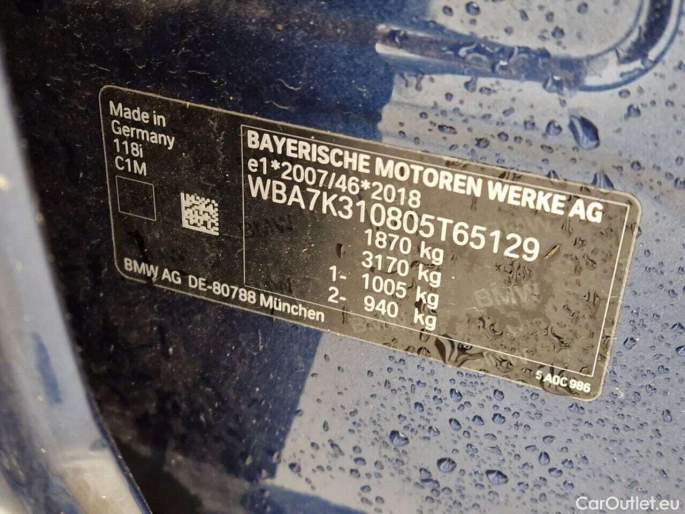 Made in
Germany
118i
C1M
BAYERISCHE MOTOREN WERKE AG
e1*2007/46*2018
WBA7K310805T65129
1870 kg
3170 kg
1- 1005 kg
2- 940 kg
BMW AG DE-80788 München
5 A0C 986
CarOutlet.eu